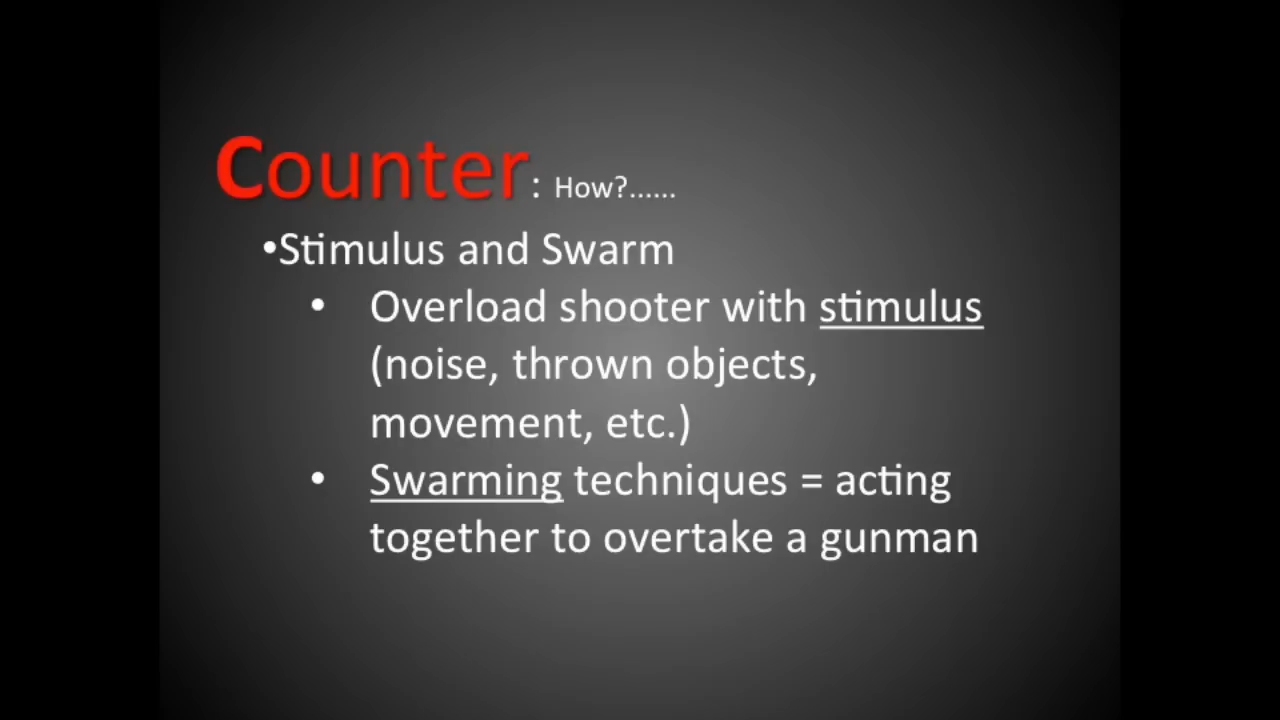 Counter: How?......
•Stimulus and Swarm
• Overload shooter with stimulus
(noise, thrown objects,
movement, etc.)
• Swarming techniques = acting
together to overtake a gunman